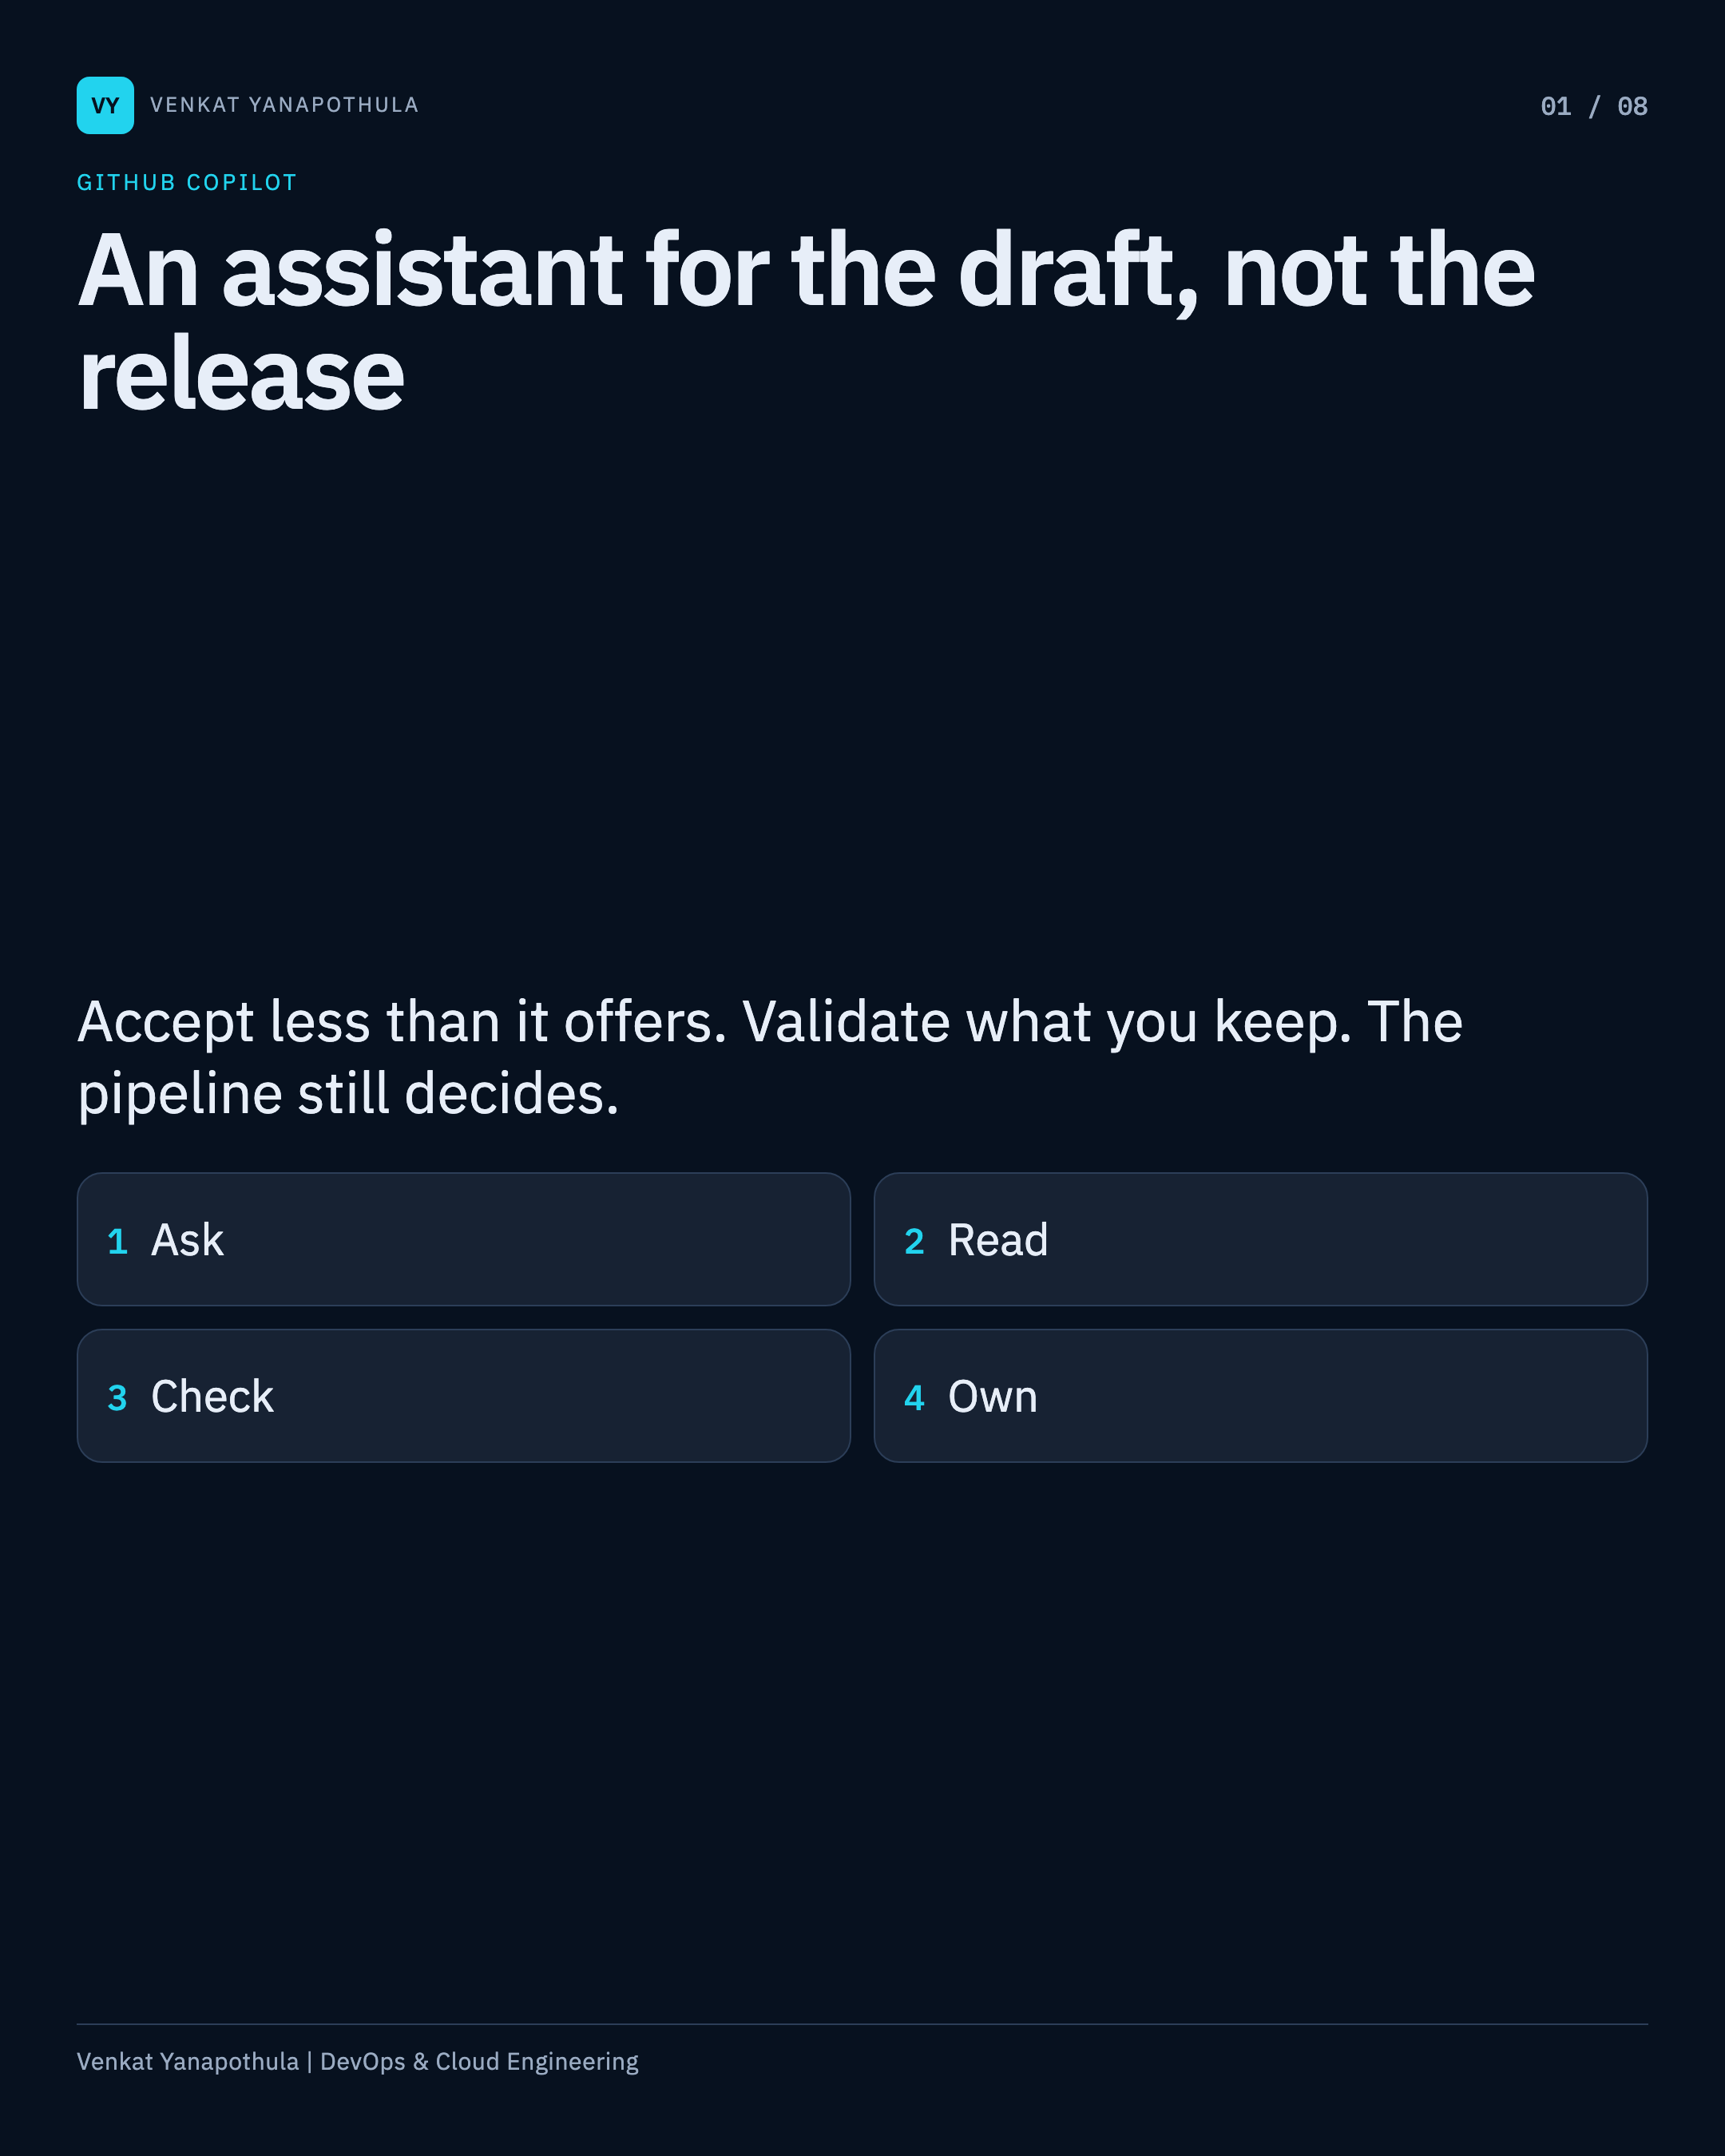 VY VENKAT YANAPOTHULA
01 / 08
GITHUB COPILOT
An assistant for the draft, not the
release
Accept less than it offers. Validate what you keep. The
pipeline still decides.
1 Ask
2 Read
3 Check
4 Own
Venkat Yanapothula | DevOps & Cloud Engineering